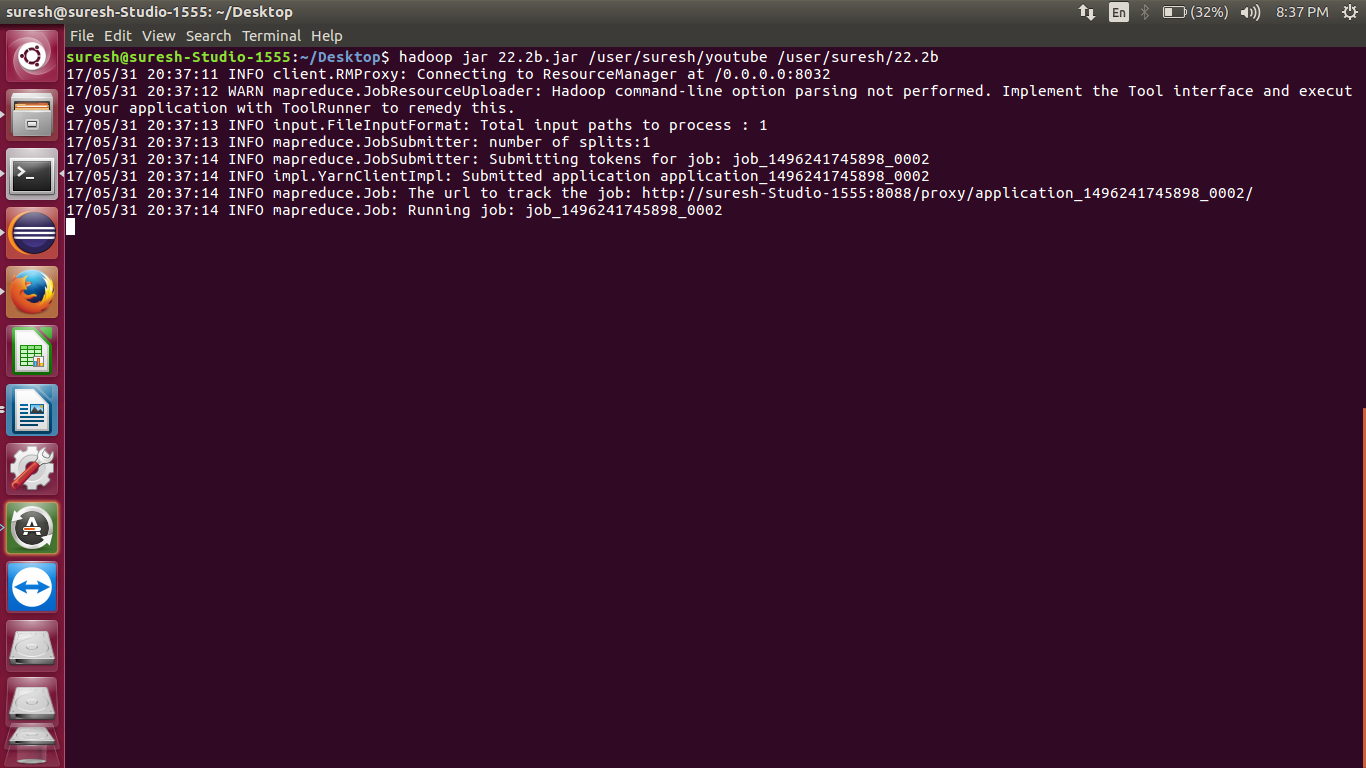 suresh@suresh-Studio-1555: ~/Desktop
En
(32%)
8:37 PM
File Edit View Search Terminal Help
suresh@suresh-Studio-1555:~/Desktop$ hadoop jar 22.2b.jar /user/suresh/youtube /user/suresh/22.2b
17/05/31 20:37:11 INFO client.RMProxy: Connecting to ResourceManager at /0.0.0.0:8032
17/05/31 20:37:12 WARN mapreduce.JobResourceUploader: Hadoop command-line option parsing not performed. Implement the Tool interface and execut
e your application with ToolRunner to remedy this.
17/05/31 20:37:13 INFO input.FileInputFormat: Total input paths to process : 1
17/05/31 20:37:13 INFO mapreduce.JobSubmitter: number of splits:1
17/05/31 20:37:14 INFO mapreduce.JobSubmitter: Submitting tokens for job: job_1496241745898_0002
17/05/31 20:37:14 INFO impl.YarnClientImpl: Submitted application application_1496241745898_0002
17/05/31 20:37:14 INFO mapreduce.Job: The url to track the job: http://suresh-Studio-1555:8088/proxy/application_1496241745898_0002/
17/05/31 20:37:14 INFO mapreduce.Job: Running job: job_1496241745898_0002